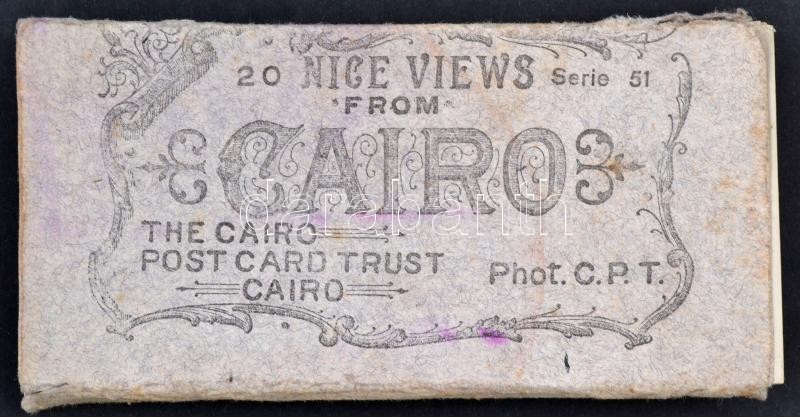 20 NICE VIEWS Serie 51
FROM
CAIRO
darabanth
THE CAIRO
POST CARD TRUST
CAIRO
Phot. C. P. T.